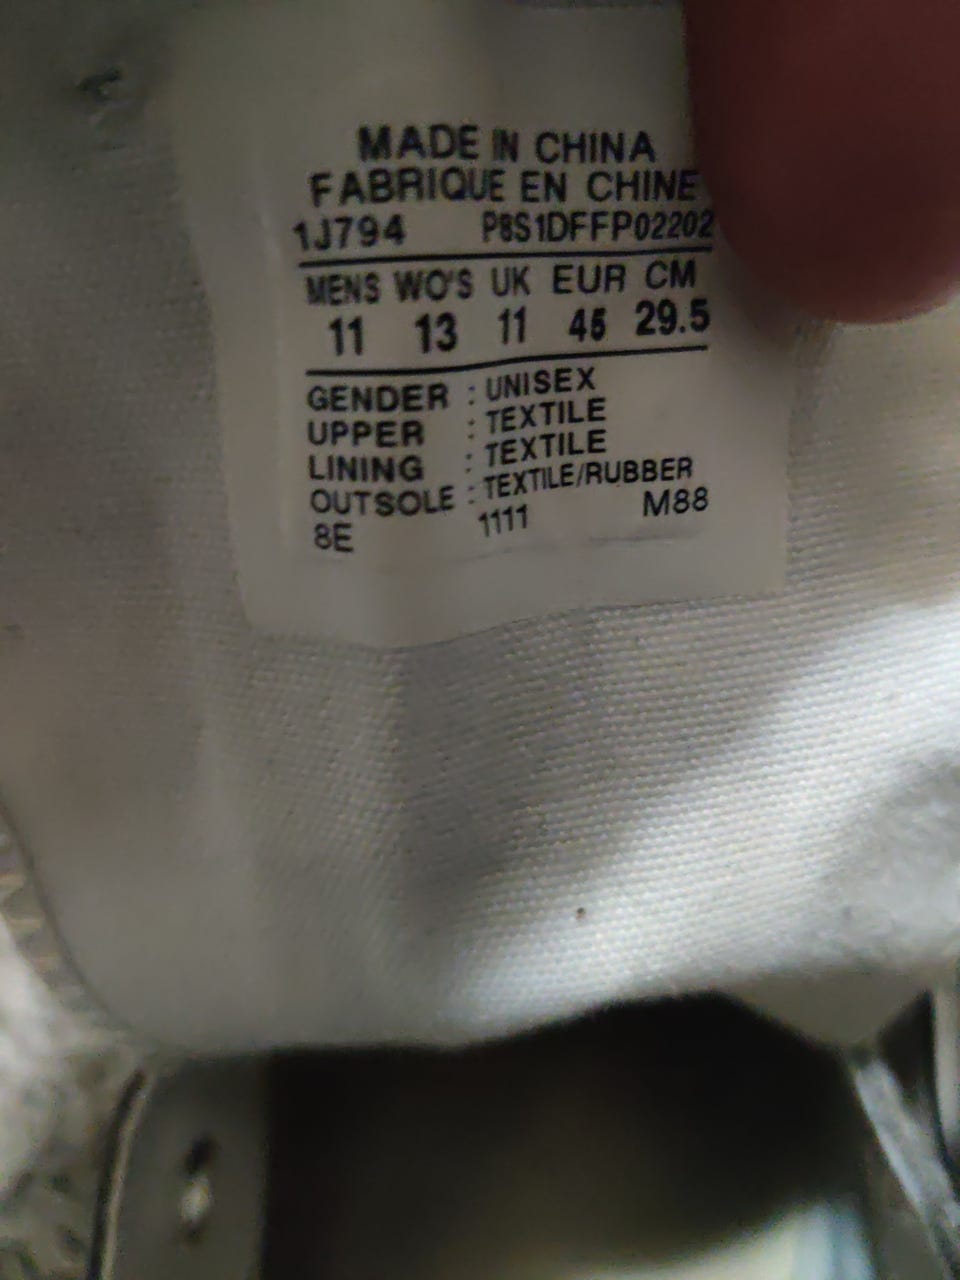 MADE IN CHINA
FABRIQUE EN CHINE
1J794 P8S1DFFP02202
MENS WO'S UK EUR CM
11 13 11 45 29.5
GENDER : UNISEX
UPPER : TEXTILE
LINING : TEXTILE
OUTSOLE : TEXTILE/RUBBER
8E 1111 M88